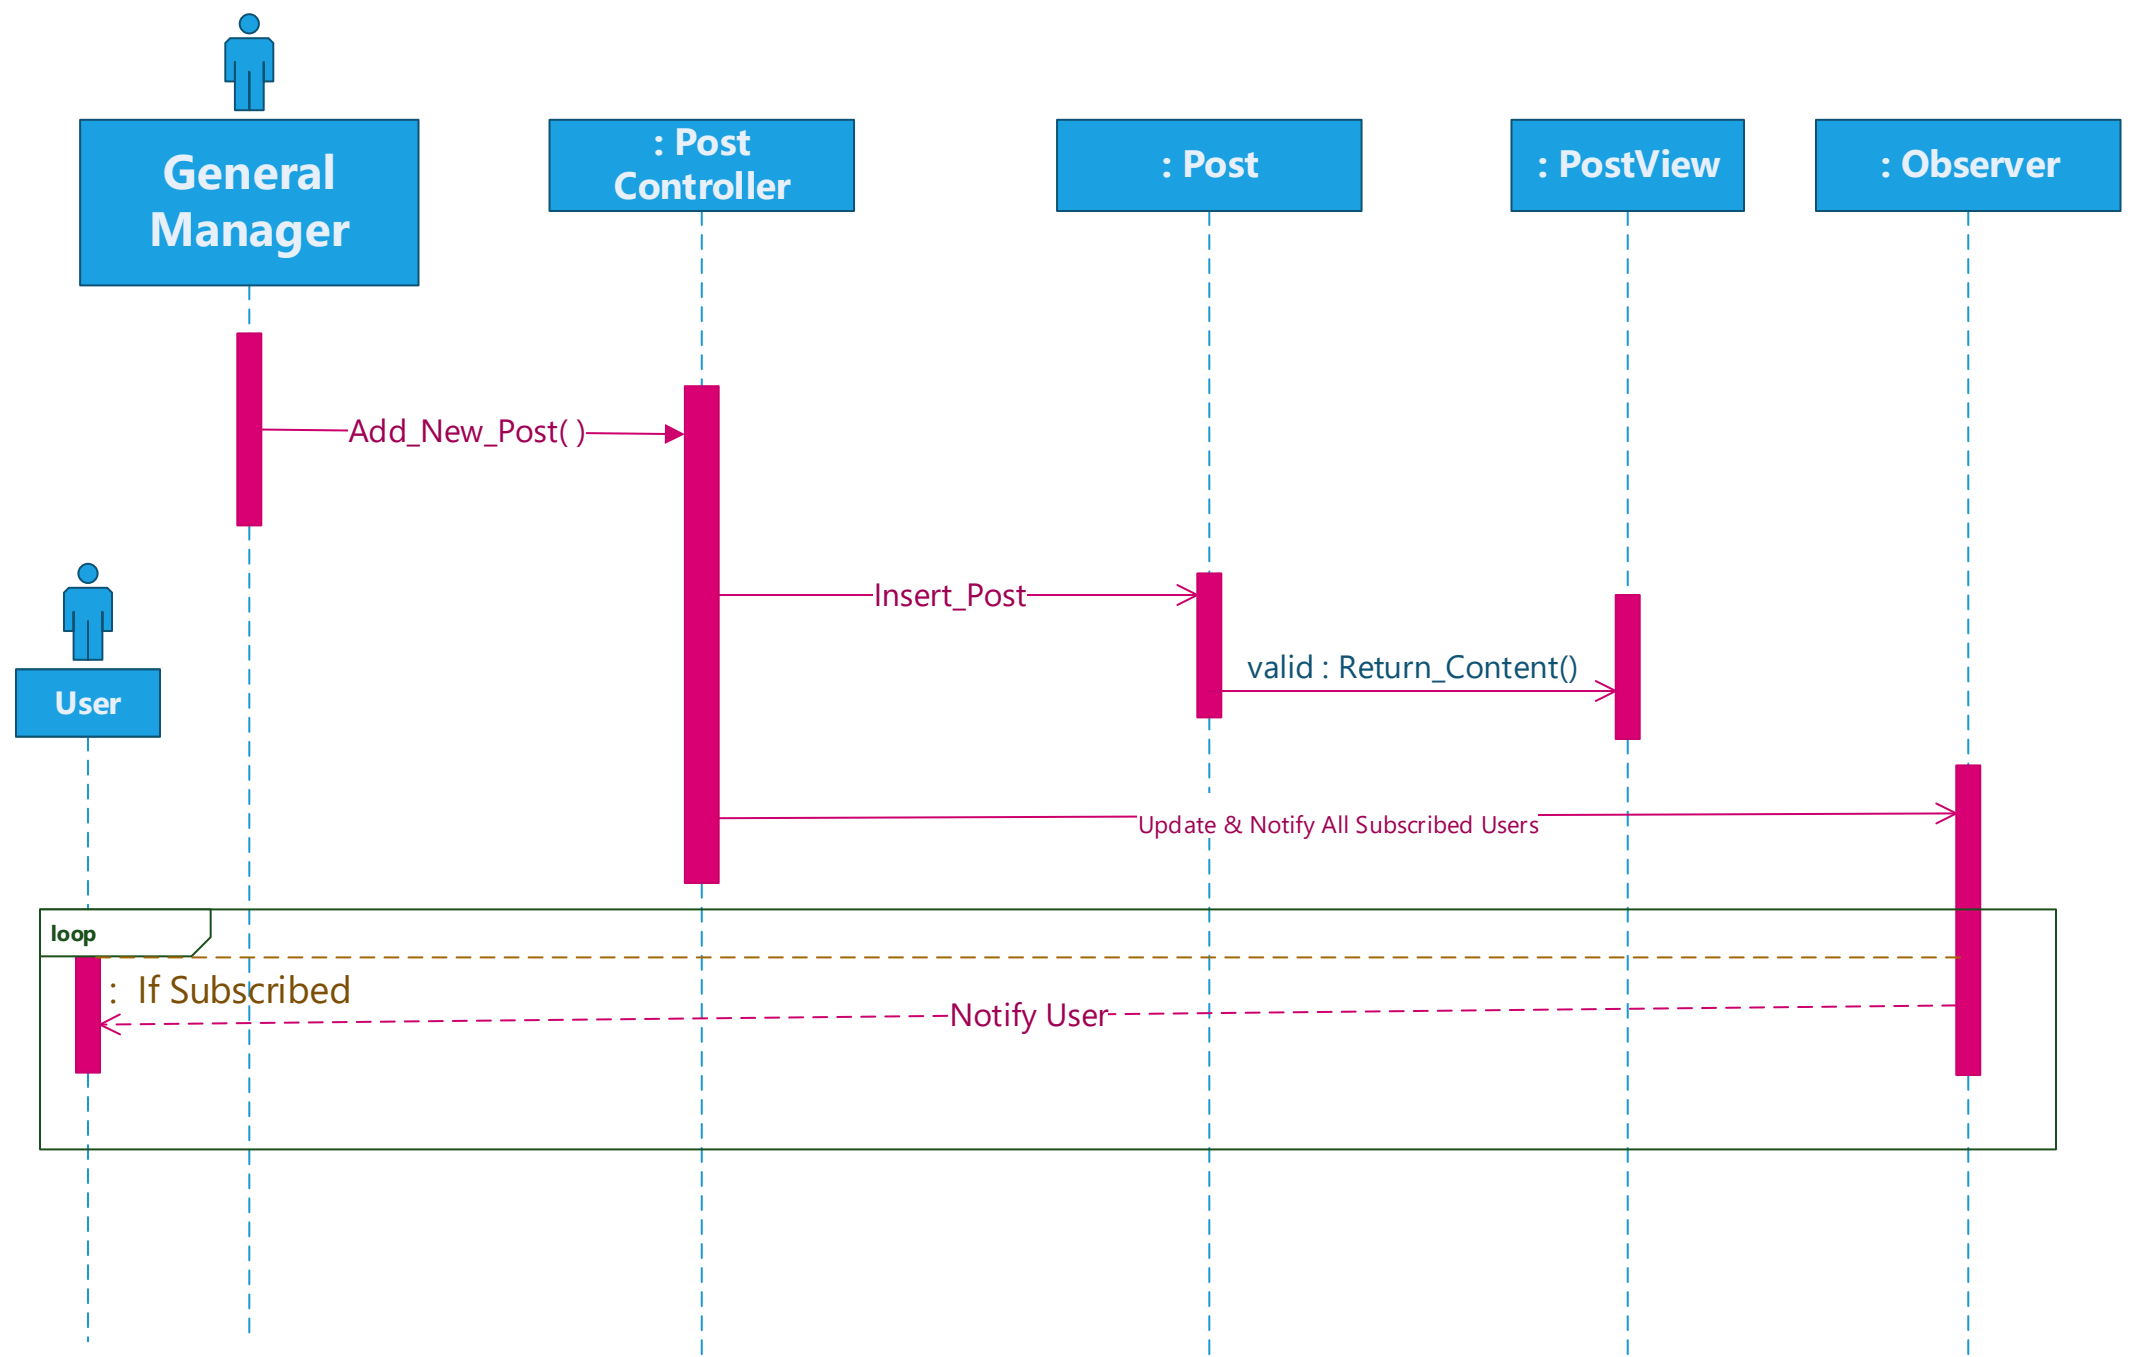 General
Manager
: Post
Controller
: Post
: PostView
: Observer
Add_New_Post( )
Insert_Post
valid : Return_Content()
User
Update & Notify All Subscribed Users
loop
:  If Subscribed
Notify User